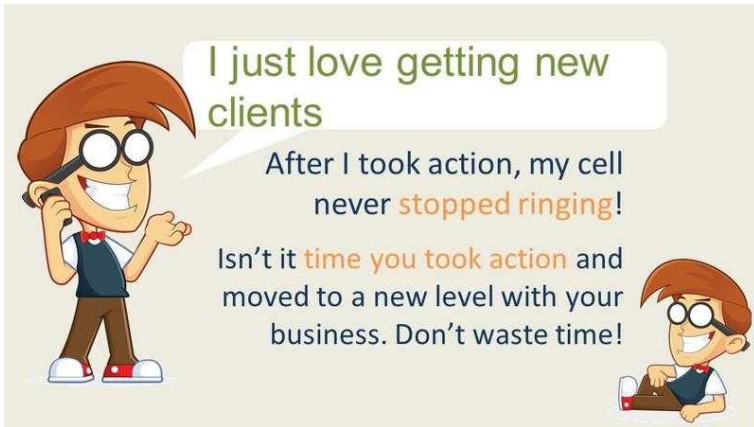 I just love getting new
clients
After I took action, my cell
never stopped ringing!
Isn't it time you took action and
moved to a new level with your
business. Don't waste time!